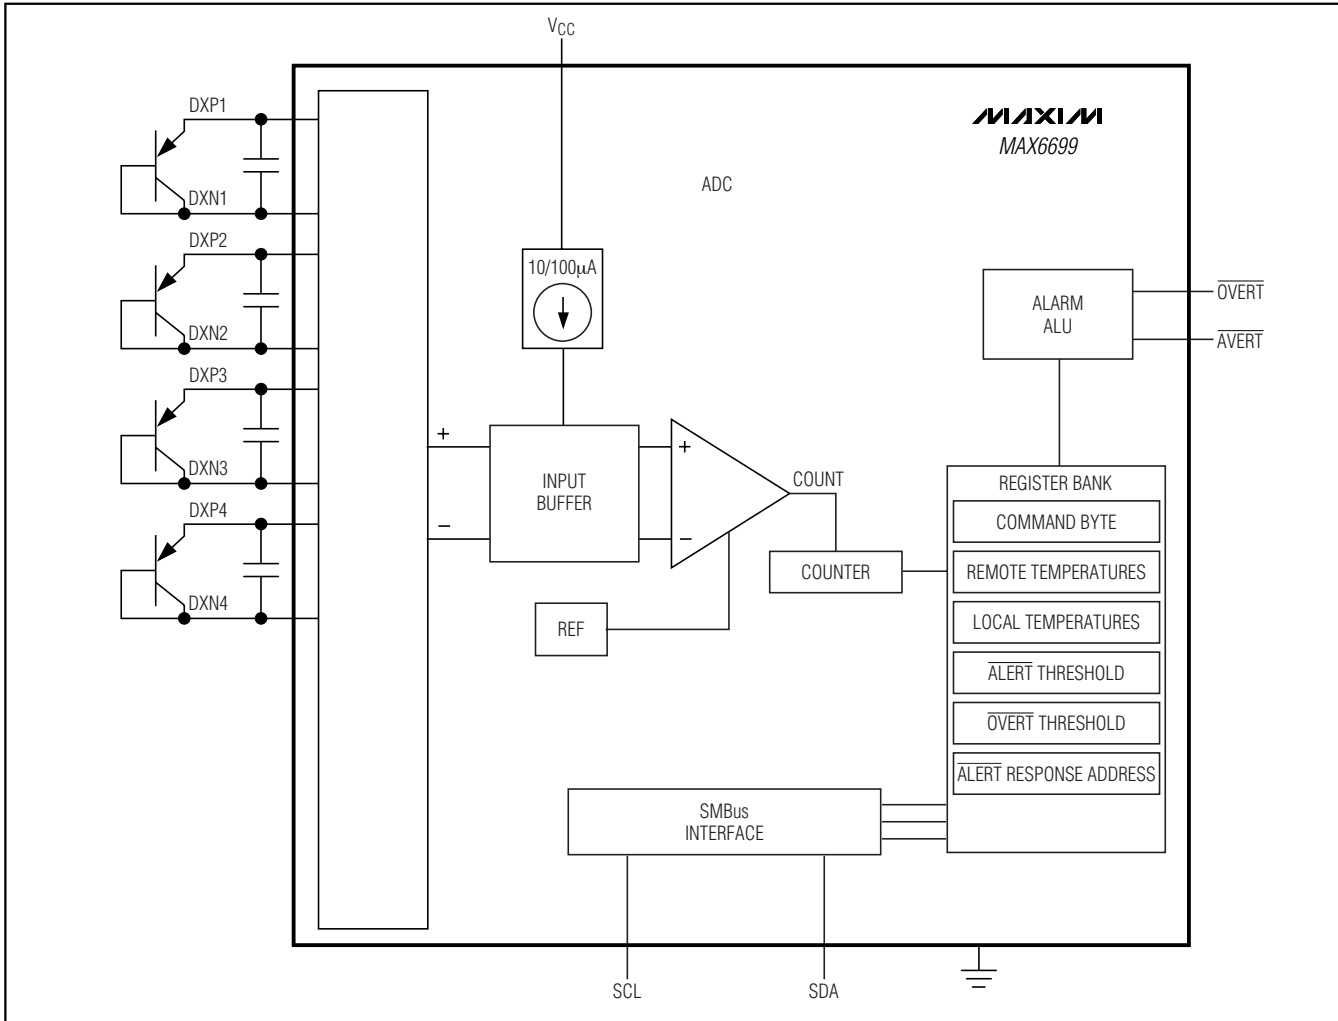 VCC
DXP1
DXN1
DXP2
DXN2
DXP3
DXN3
DXP4
DXN4
MAXIM
MAX6699
ADC
10/100µA
+
−
INPUT
BUFFER
+
−
COUNT
COUNTER
REF
ALARM
ALU
OVERT
AVERT
REGISTER BANK
COMMAND BYTE
REMOTE TEMPERATURES
LOCAL TEMPERATURES
ALERT THRESHOLD
OVERT THRESHOLD
ALERT RESPONSE ADDRESS
SMBus
INTERFACE
SCL
SDA